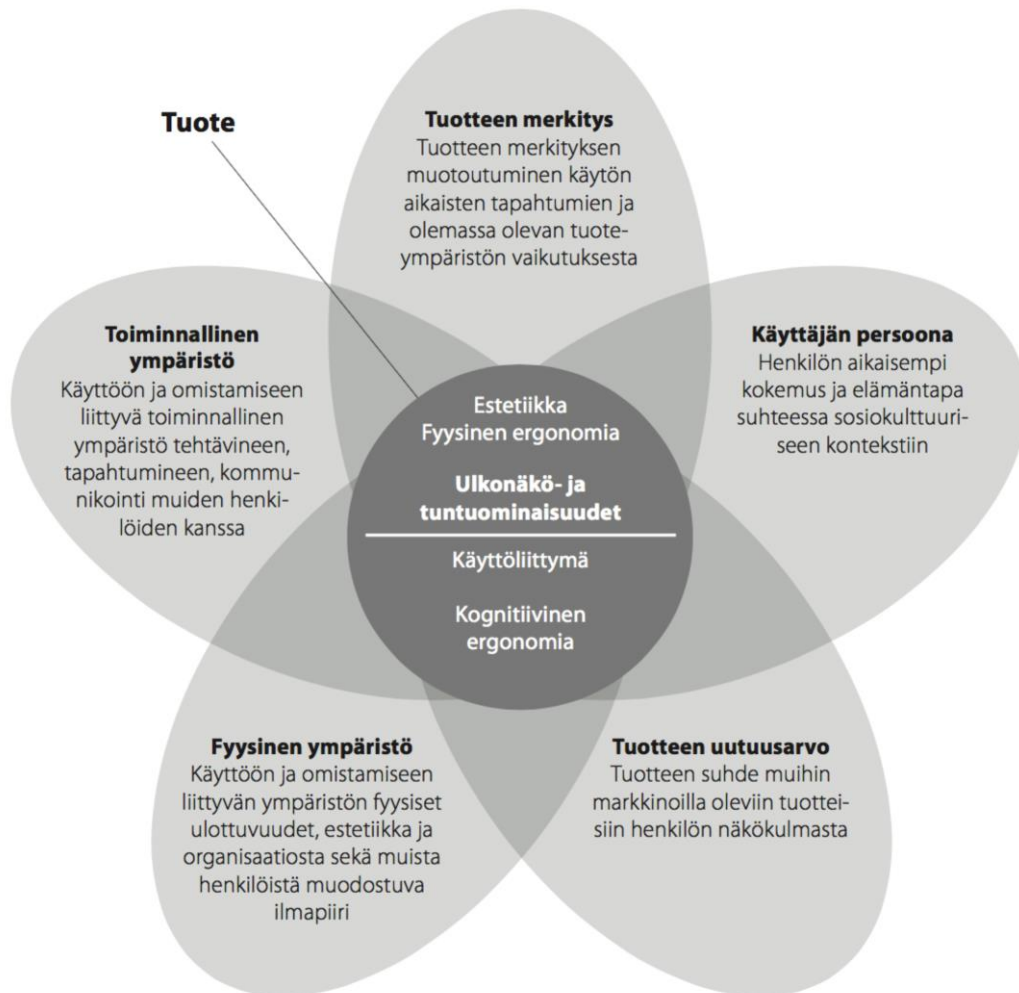 Tuote
Tuotteen merkitys
Tuotteen merkityksen
muotoutuminen käytön
aikaisten tapahtumien ja
olemassa olevan tuote-
ympäristön vaikutuksesta
Toiminnallinen
ympäristö
Käyttöön ja omistamiseen
liittyvä toiminnallinen
ympäristö tehtävineen,
tapahtumineen, kommu-
nikointi muiden henki-
löiden kanssa
Käyttäjän persoona
Henkilön aikaisempi
kokemus ja elämäntapa
suhteessa sosiokulttuuri-
seen kontekstiin
Estetiikka
Fyysinen ergonomia
Ulkonäkö- ja
tuntuominaisuudet
Käyttöliittymä
Kognitiivinen
ergonomia
Fyysinen ympäristö
Käyttöön ja omistamiseen
liittyvän ympäristön fyysiset
ulottuvuudet, estetiikka ja
organisaatiosta sekä muista
henkilöistä muodostuva
ilmapiiri
Tuotteen uutuusarvo
Tuotteen suhde muihin
markkinoilla oleviin tuottei-
siin henkilön näkökulmasta